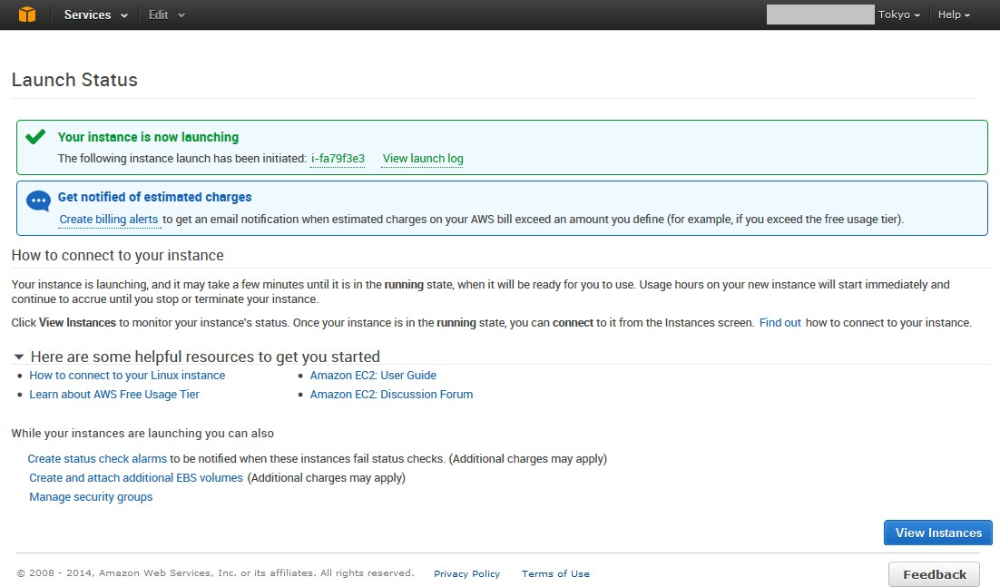 Services Edit Tokyo Help
Launch Status
Your instance is now launching
The following instance launch has been initiated: i-fa79f3e3 View launch log
Get notified of estimated charges
Create billing alerts to get an email notification when estimated charges on your AWS bill exceed an amount you define (for example, if you exceed the free usage tier).
How to connect to your instance
Your instance is launching, and it may take a few minutes until it is in the running state, when it will be ready for you to use. Usage hours on your new instance will start immediately and
continue to accrue until you stop or terminate your instance.
Click View Instances to monitor your instance's status. Once your instance is in the running state, you can connect to it from the Instances screen. Find out how to connect to your instance.
Here are some helpful resources to get you started
• How to connect to your Linux instance • Amazon EC2: User Guide
• Learn about AWS Free Usage Tier • Amazon EC2: Discussion Forum
While your instances are launching you can also
Create status check alarms to be notified when these instances fail status checks. (Additional charges may apply)
Create and attach additional EBS volumes (Additional charges may apply)
Manage security groups
View Instances
© 2008 - 2014, Amazon Web Services, Inc. or its affiliates. All rights reserved. Privacy Policy Terms of Use Feedback